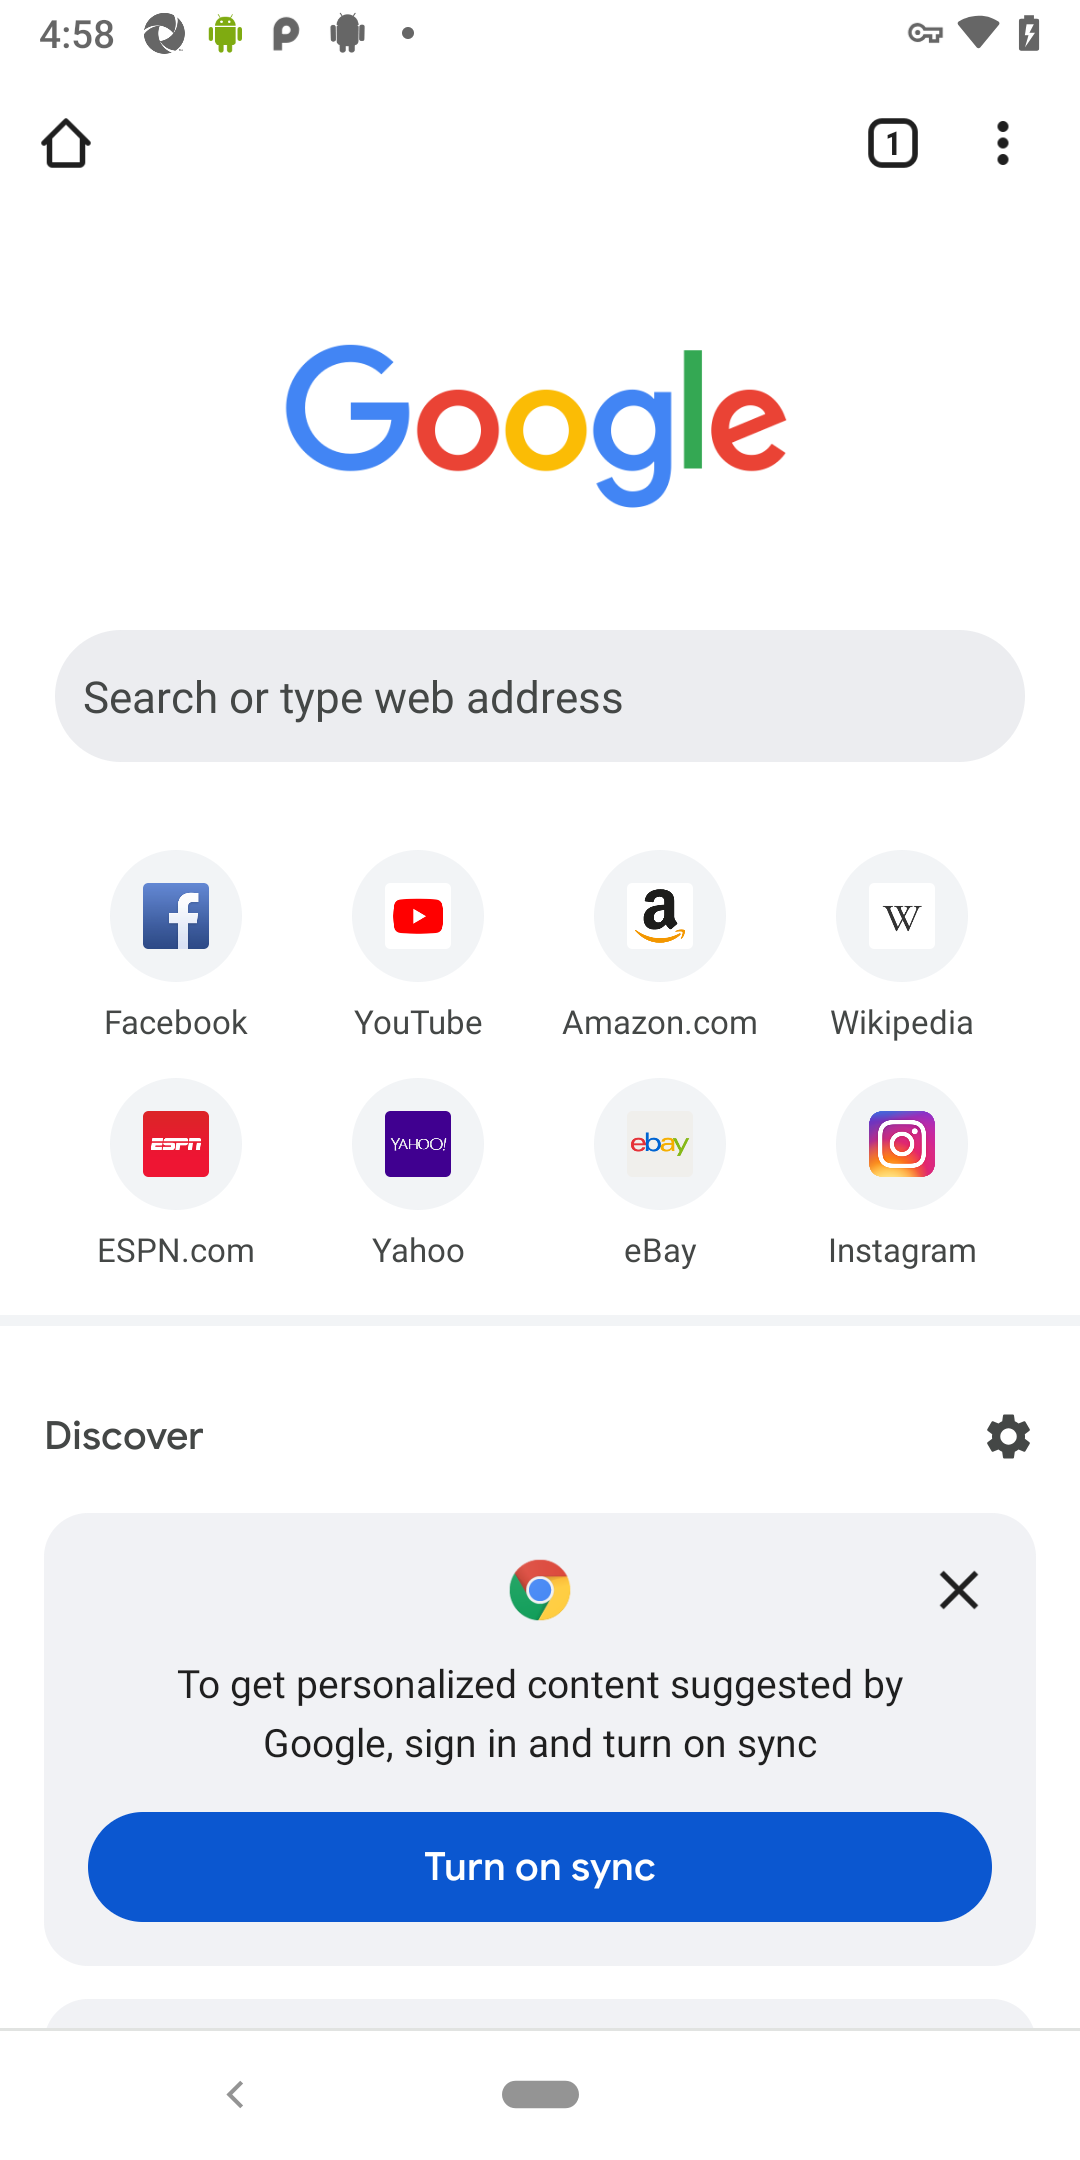 4:58
1
Google
Search or type web address
Facebook
YouTube
Amazon.com
Wikipedia
ESPN
YAHOO!
ebay
ESPN.com
Yahoo
eBay
Instagram
Discover
To get personalized content suggested by
Google, sign in and turn on sync
Turn on sync